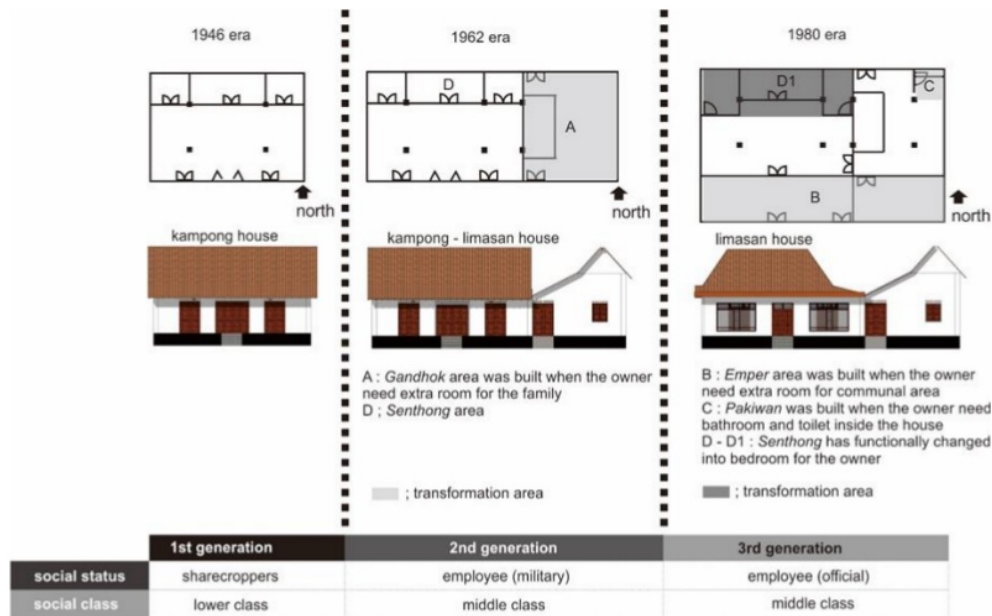 1946 era
1962 era
1980 era
D
A
D1
C
B
north
north
north
kampong house
kampong - limasan house
limasan house
A : Gandhok area was built when the owner
need extra room for the family
D ; Senthong area
B : Emper area was built when the owner
need extra room for communal area
C : Pakiwan was built when the owner need
bathroom and toilet inside the house
D - D1 : Senthong has functionally changed
into bedroom for the owner
; transformation area
; transformation area
1st generation 2nd generation 3rd generation
social status sharecroppers employee (military) employee (official)
social class lower class middle class middle class